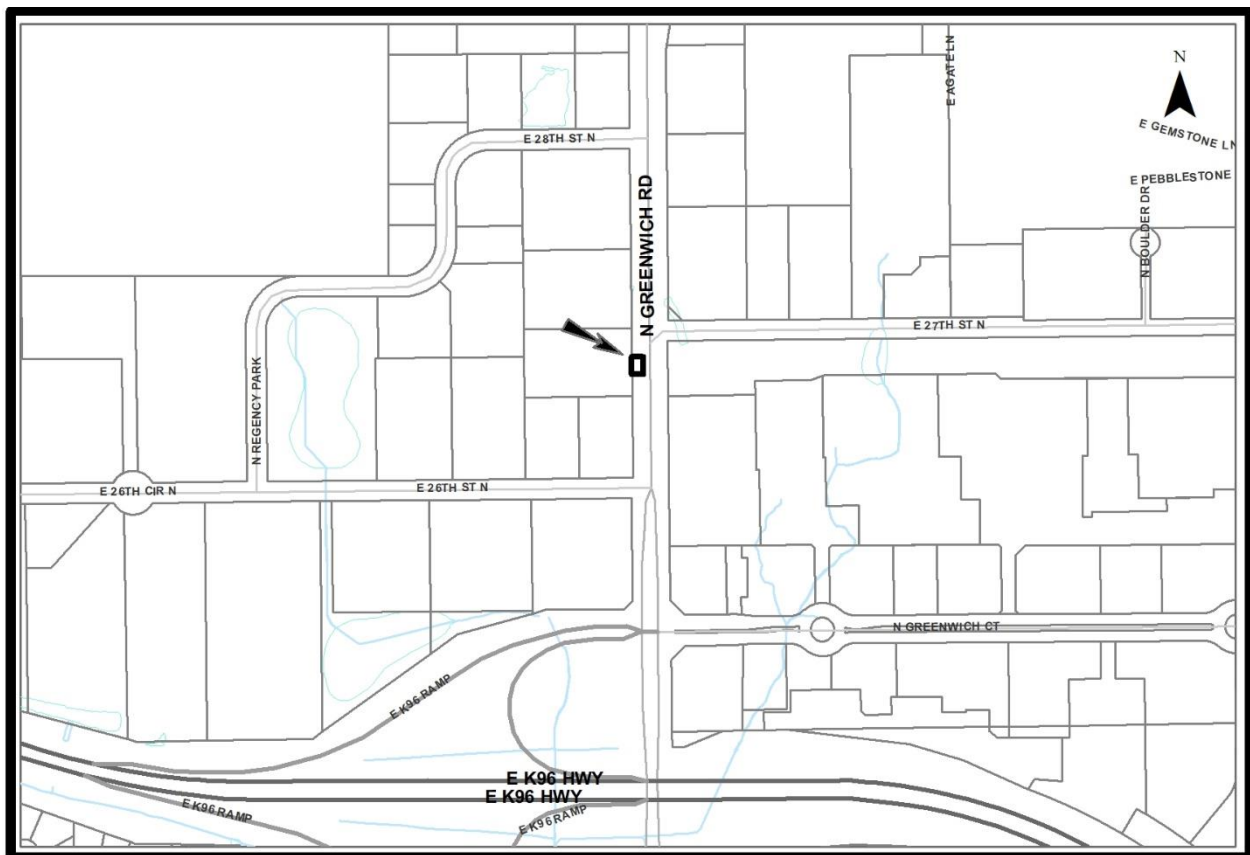 E AGATE LN
N
E GEMSTONE LN
E 28TH ST N
E PEBBLESTONE
N BOULDER DR
N GREENWICH RD
E 27TH ST N
N REGENCY PARK
E 26TH CIR N
E 26TH ST N
N GREENWICH CT
E K96 RAMP
E K96 HWY
E K96 HWY
E K96 RAMP
E K96 RAMP